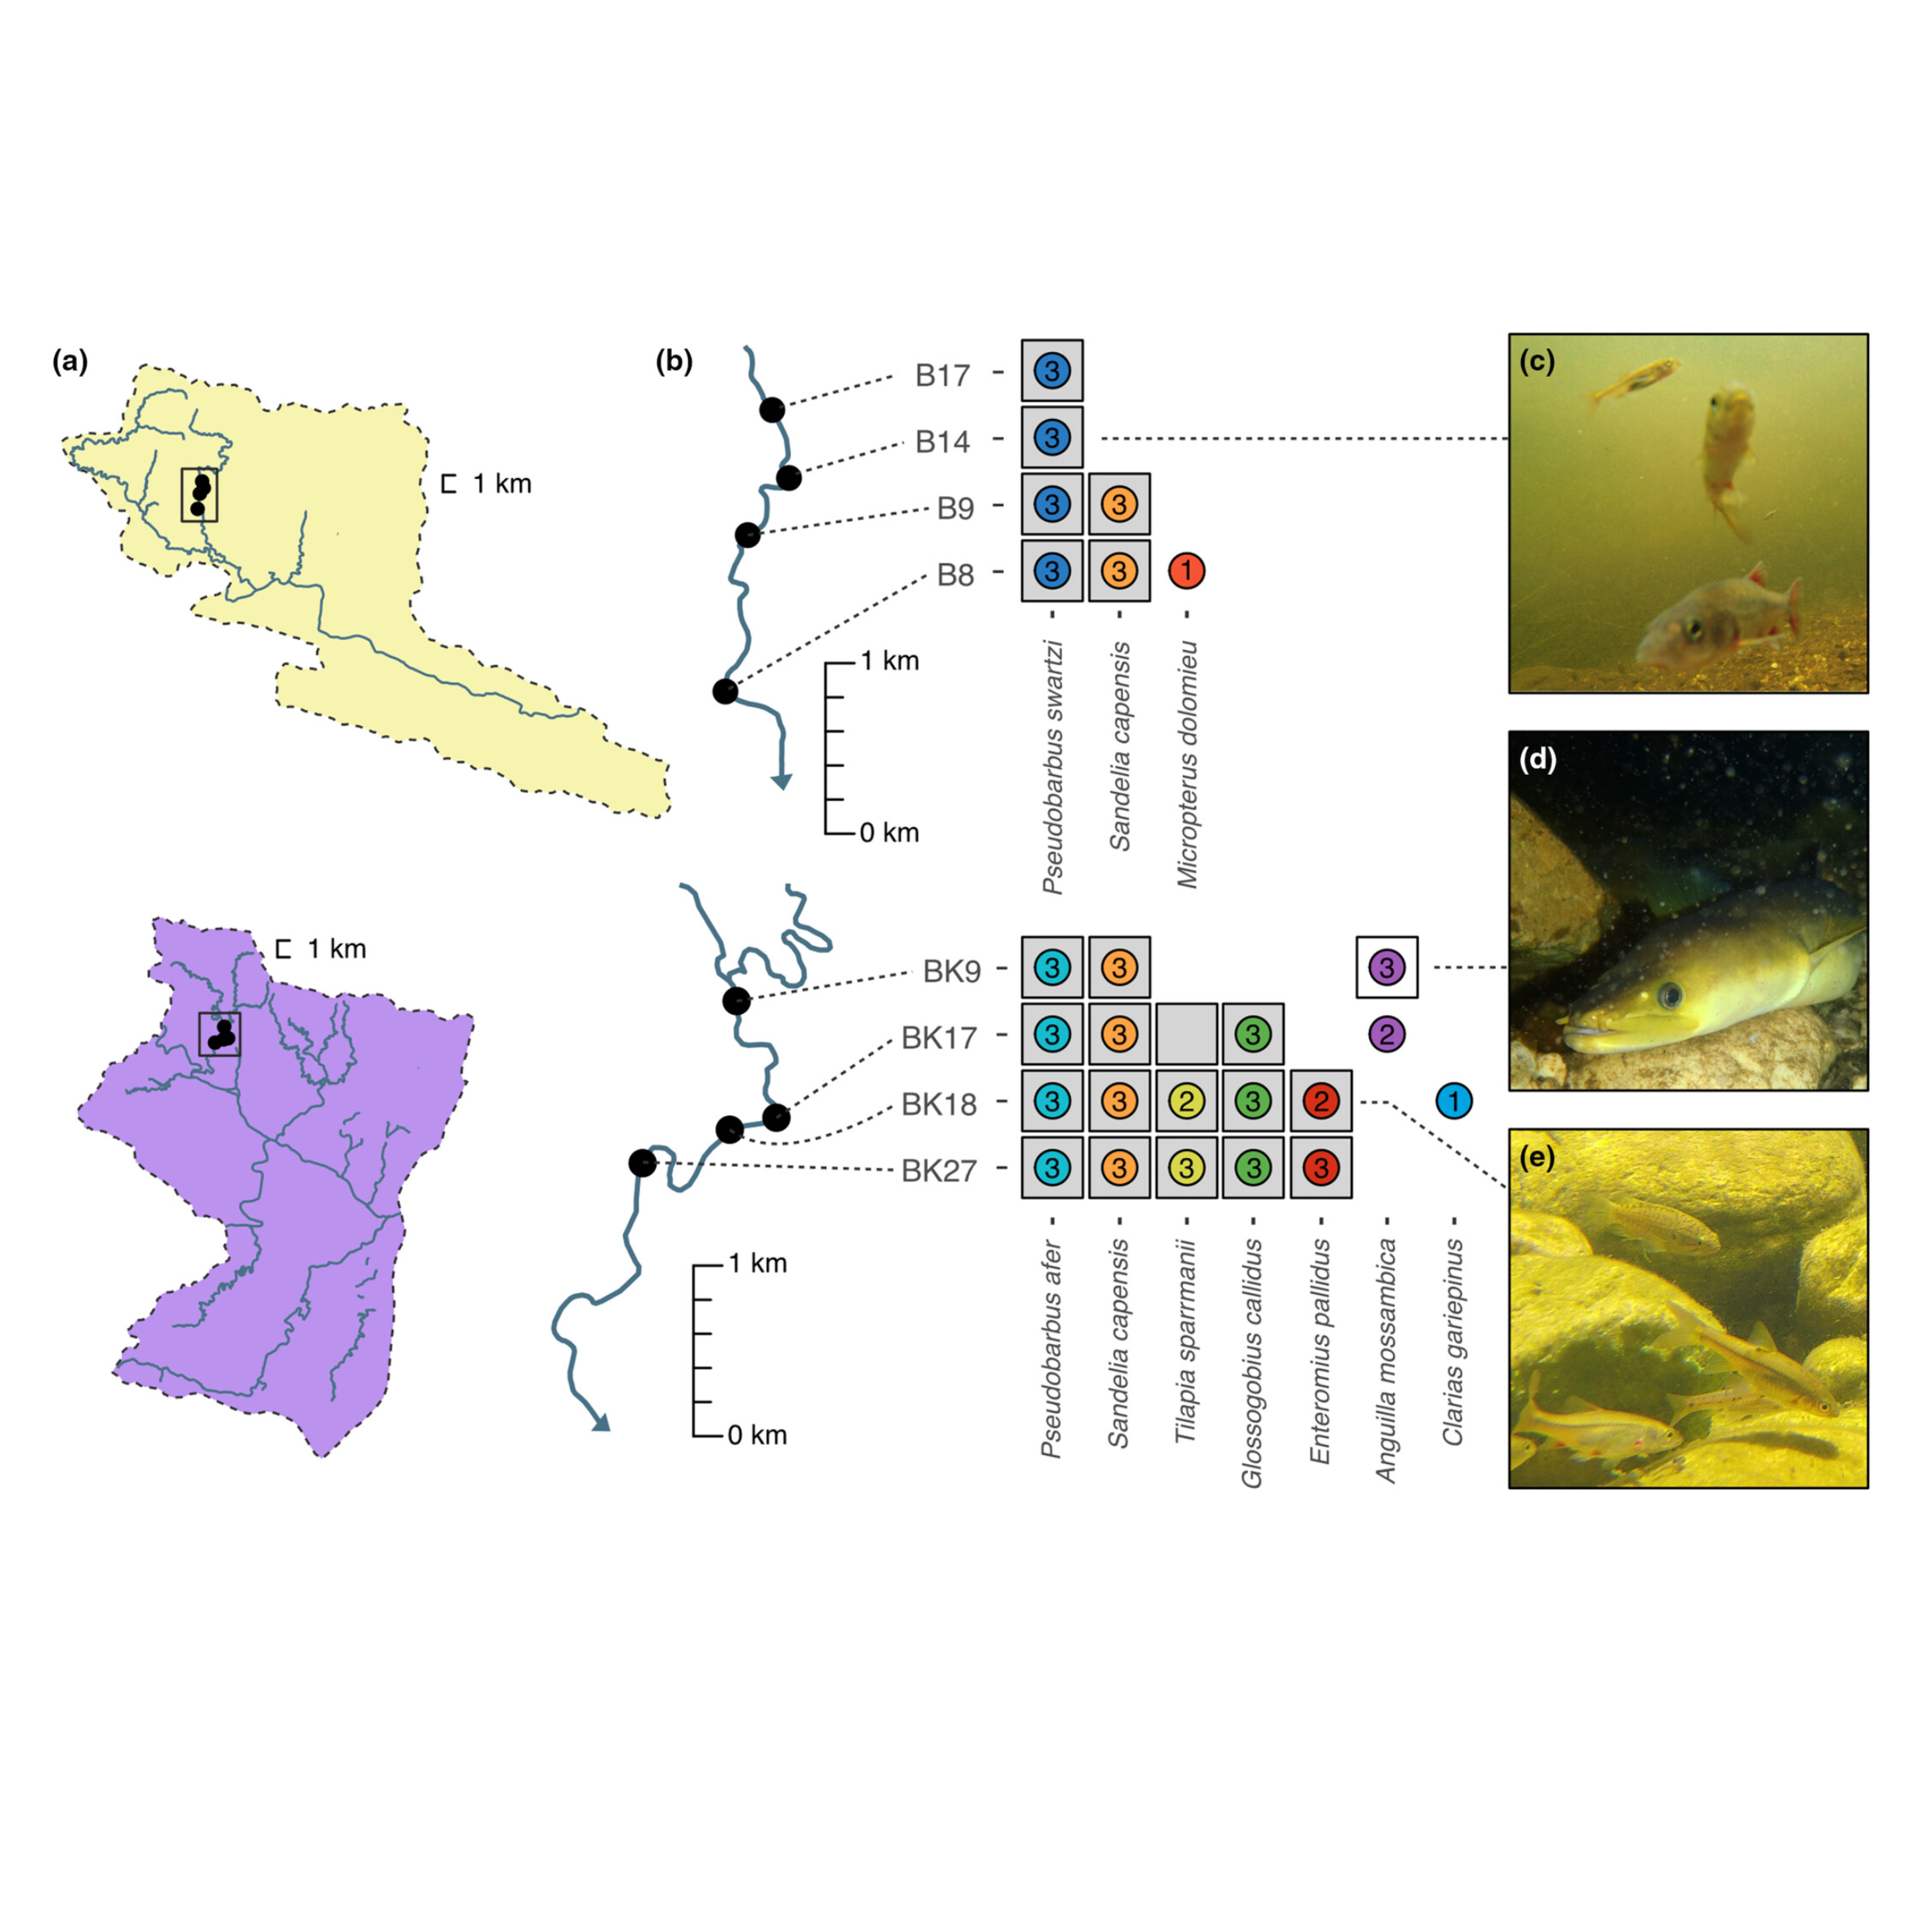 (a)
1 km
1 km
(b)
B17
B14
B9
B8
1 km
0 km
3
3
3 3
3 3 1
Pseudobarbus swartzi
Sandelia capensis
Micropterus dolomieu
BK9
BK17
BK18
BK27
1 km
0 km
3 3 3
3 3 3 2
3 3 2 3 2 1
3 3 3 3 3
Pseudobarbus afer
Sandelia capensis
Tilapia sparrmanii
Glossogobius callidus
Enteromius pallidus
Anguilla mossambica
Clarias gariepinus
(c)
(d)
(e)